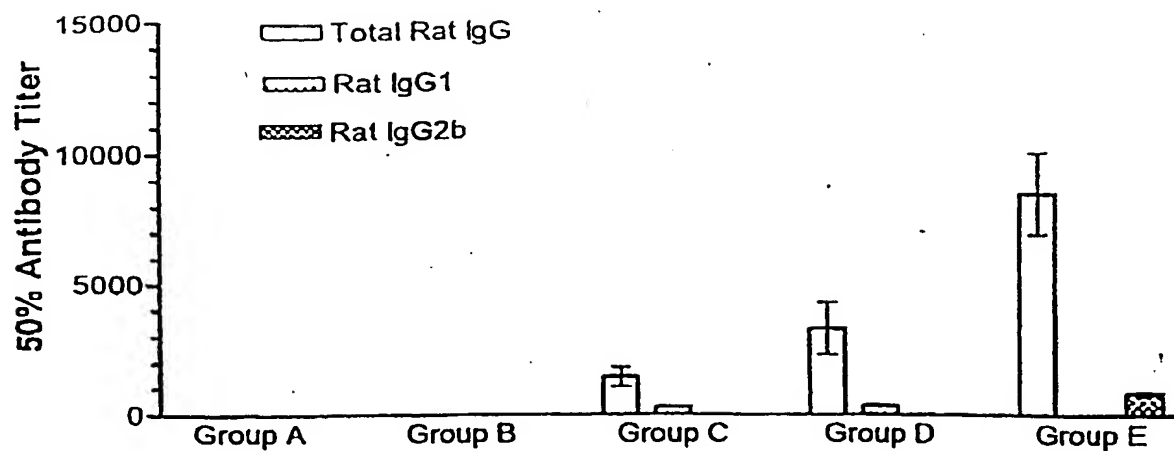 50% Antibody Titer
15000
10000
5000
0
Total Rat IgG
Rat IgG1
Rat IgG2b
Group A
Group B
Group C
Group D
Group E